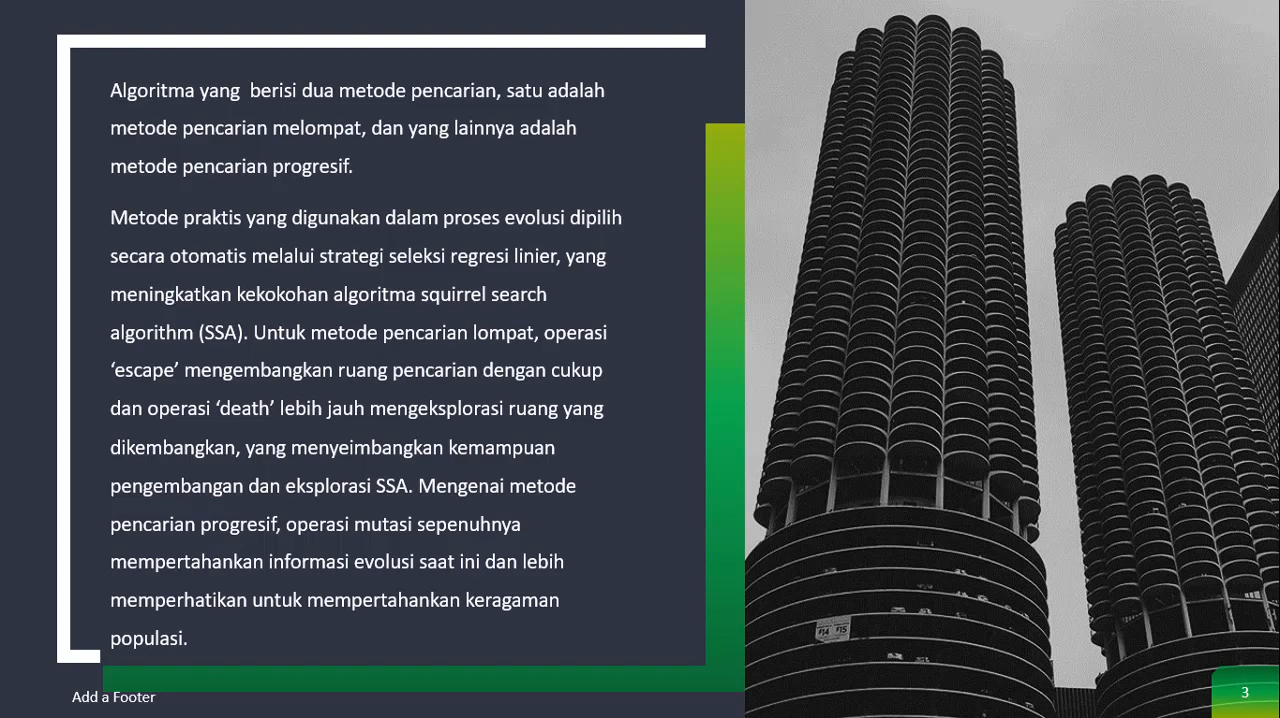 Algoritma yang  berisi dua metode pencarian, satu adalah
metode pencarian melompat, dan yang lainnya adalah
metode pencarian progresif.
Metode praktis yang digunakan dalam proses evolusi dipilih
secara otomatis melalui strategi seleksi regresi linier, yang
meningkatkan kekokohan algoritma squirrel search
algorithm (SSA). Untuk metode pencarian lompat, operasi
‘escape’ mengembangkan ruang pencarian dengan cukup
dan operasi ‘death’ lebih jauh mengeksplorasi ruang yang
dikembangkan, yang menyeimbangkan kemampuan
pengembangan dan eksplorasi SSA. Mengenai metode
pencarian progresif, operasi mutasi sepenuhnya
mempertahankan informasi evolusi saat ini dan lebih
memperhatikan untuk mempertahankan keragaman
populasi.
Add a Footer
3